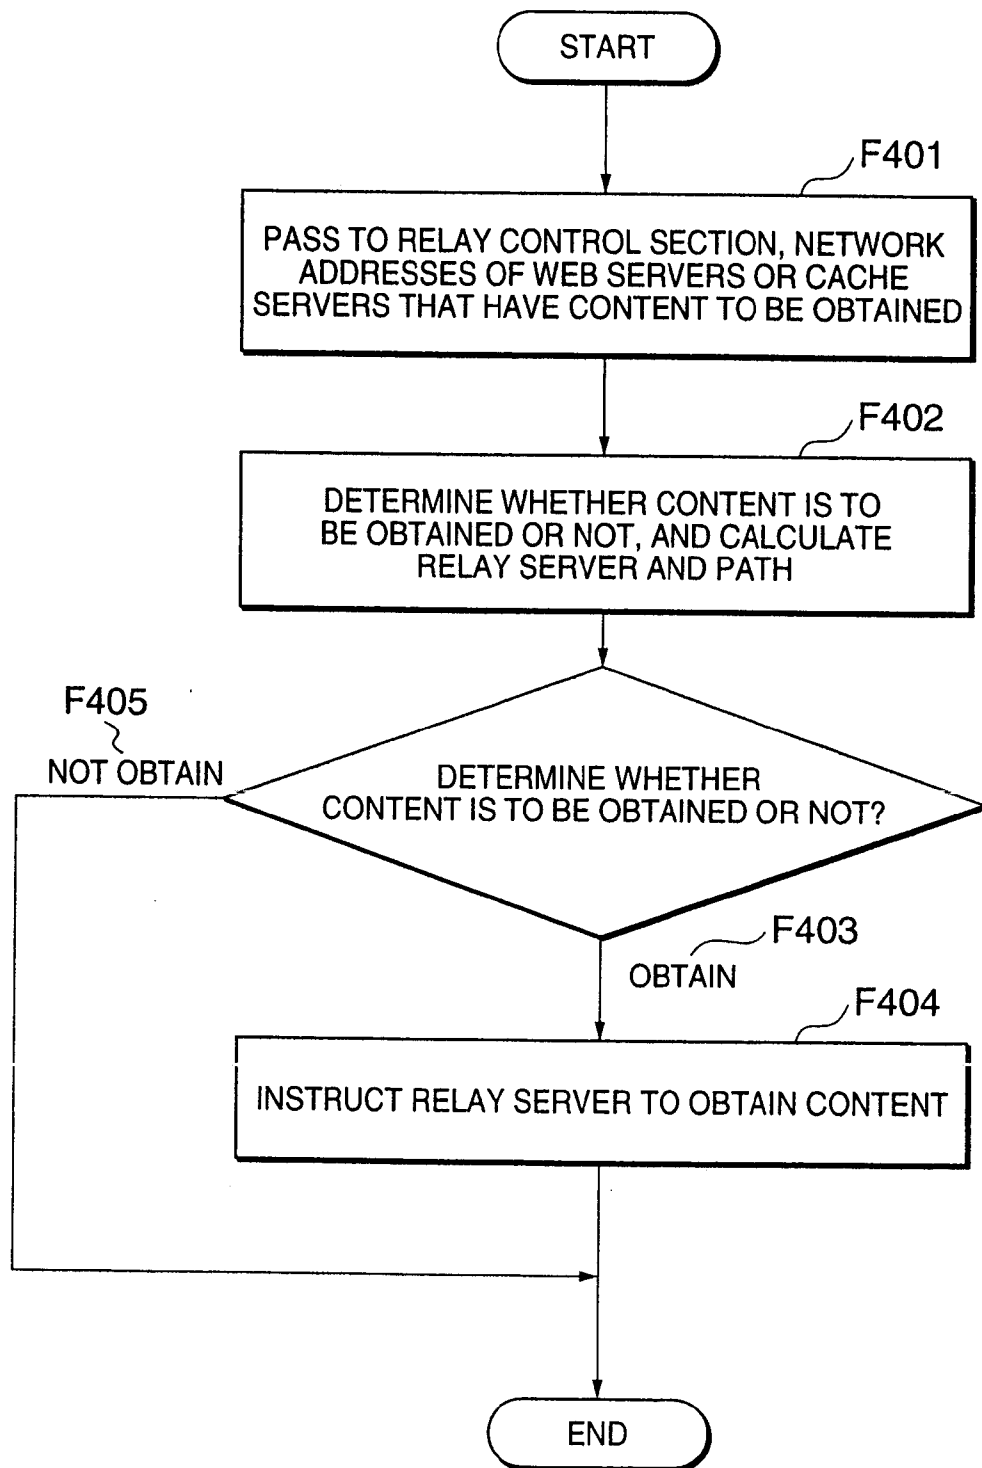 START
F401
PASS TO RELAY CONTROL SECTION, NETWORK
ADDRESSES OF WEB SERVERS OR CACHE
SERVERS THAT HAVE CONTENT TO BE OBTAINED
F402
DETERMINE WHETHER CONTENT IS TO
BE OBTAINED OR NOT, AND CALCULATE
RELAY SERVER AND PATH
F405
NOT OBTAIN
DETERMINE WHETHER
CONTENT IS TO BE OBTAINED OR NOT?
F403
OBTAIN
F404
INSTRUCT RELAY SERVER TO OBTAIN CONTENT
END